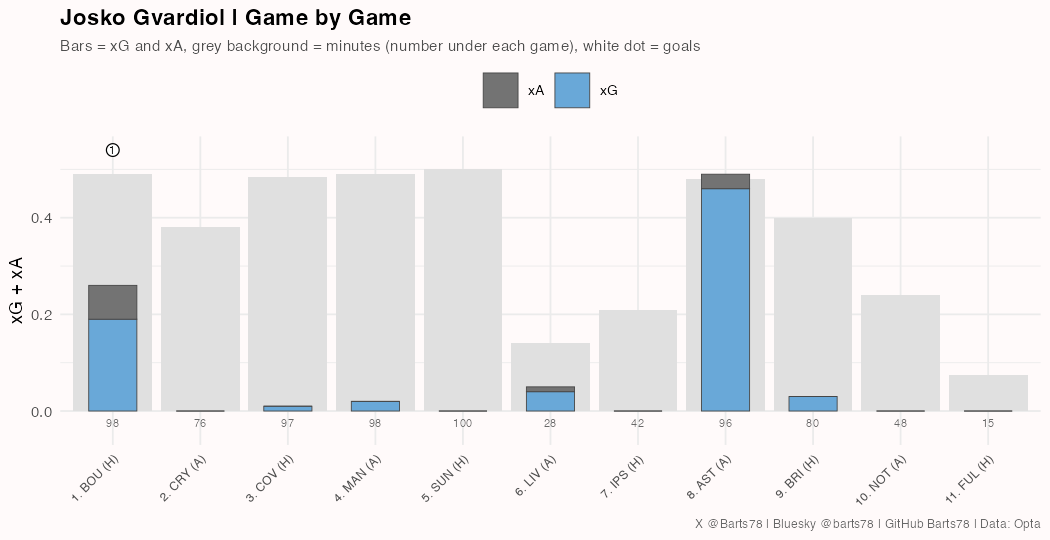 Josko Gvardiol | Game by Game
Bars = xG and xA, grey background = minutes (number under each game), white dot = goals
xA xG
1
xG + xA
0.4
0.2
0.0
98 76 97 98 100 28 42 96 80 48 15
1. BOU (H) 2. CRY (A) 3. COV (H) 4. MAN (A) 5. SUN (H) 6. LIV (A) 7. IPS (H) 8. AST (A) 9. BRI (H) 10. NOT (A) 11. FUL (H)
X @Barts78 | Bluesky @barts78 | GitHub Barts78 | Data: Opta